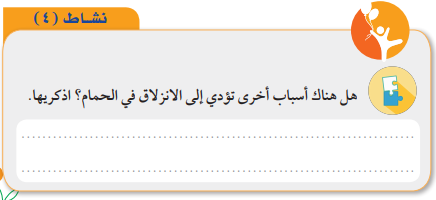 نشاط (٤)
هل هناك أسباب أخرى تؤدي إلى الانزلاق في الحمام؟ اذكريها.